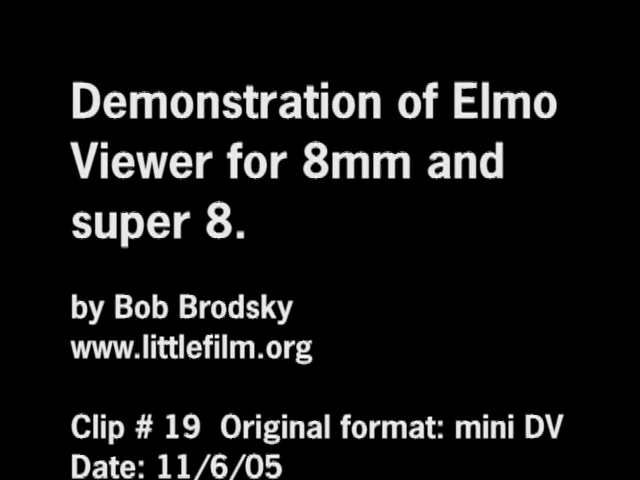 Demonstration of Elmo
Viewer for 8mm and
super 8.
by Bob Brodsky
www.littlefilm.org
Clip # 19  Original format: mini DV
Date: 11/6/05